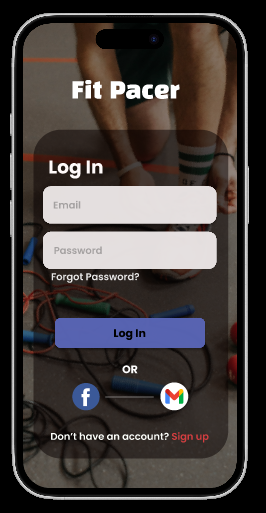 Fit Pacer
Log In
Email
Password
Forgot Password?
Log In
OR
f
Don't have an account? Sign up